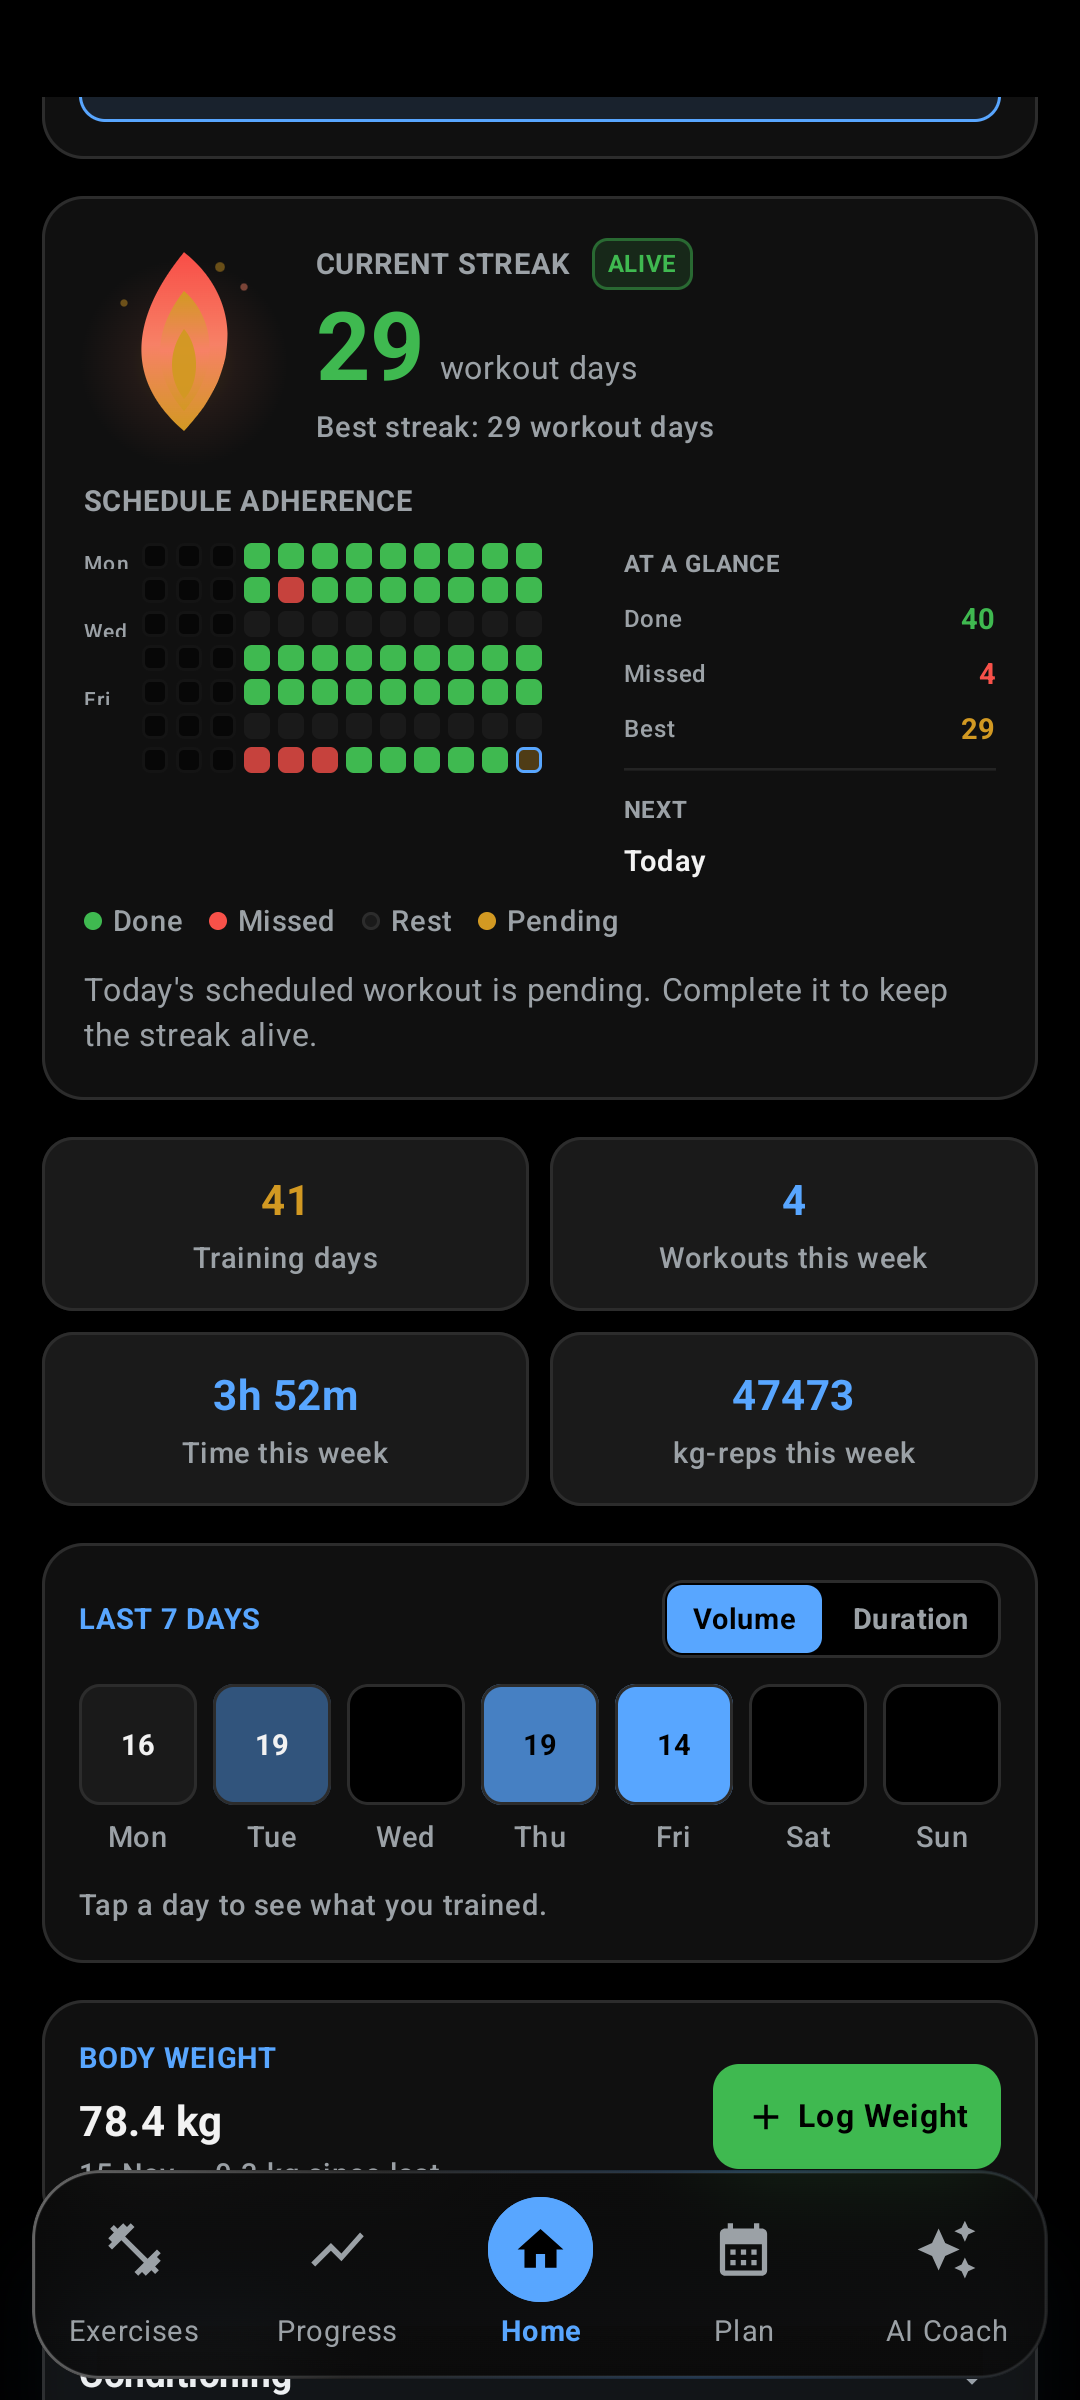 CURRENT STREAK ALIVE
29 workout days
Best streak: 29 workout days
SCHEDULE ADHERENCE
Mon
Wed
Fri
AT A GLANCE
Done 40
Missed 4
Best 29
NEXT
Today
Done Missed Rest Pending
Today's scheduled workout is pending. Complete it to keep
the streak alive.
41
Training days
4
Workouts this week
3h 52m
Time this week
47473
kg-reps this week
LAST 7 DAYS Volume Duration
16 19 19 14
Mon Tue Wed Thu Fri Sat Sun
Tap a day to see what you trained.
BODY WEIGHT
78.4 kg
+ Log Weight
kg since last
Exercises Progress Home Plan AI Coach
Conditioning